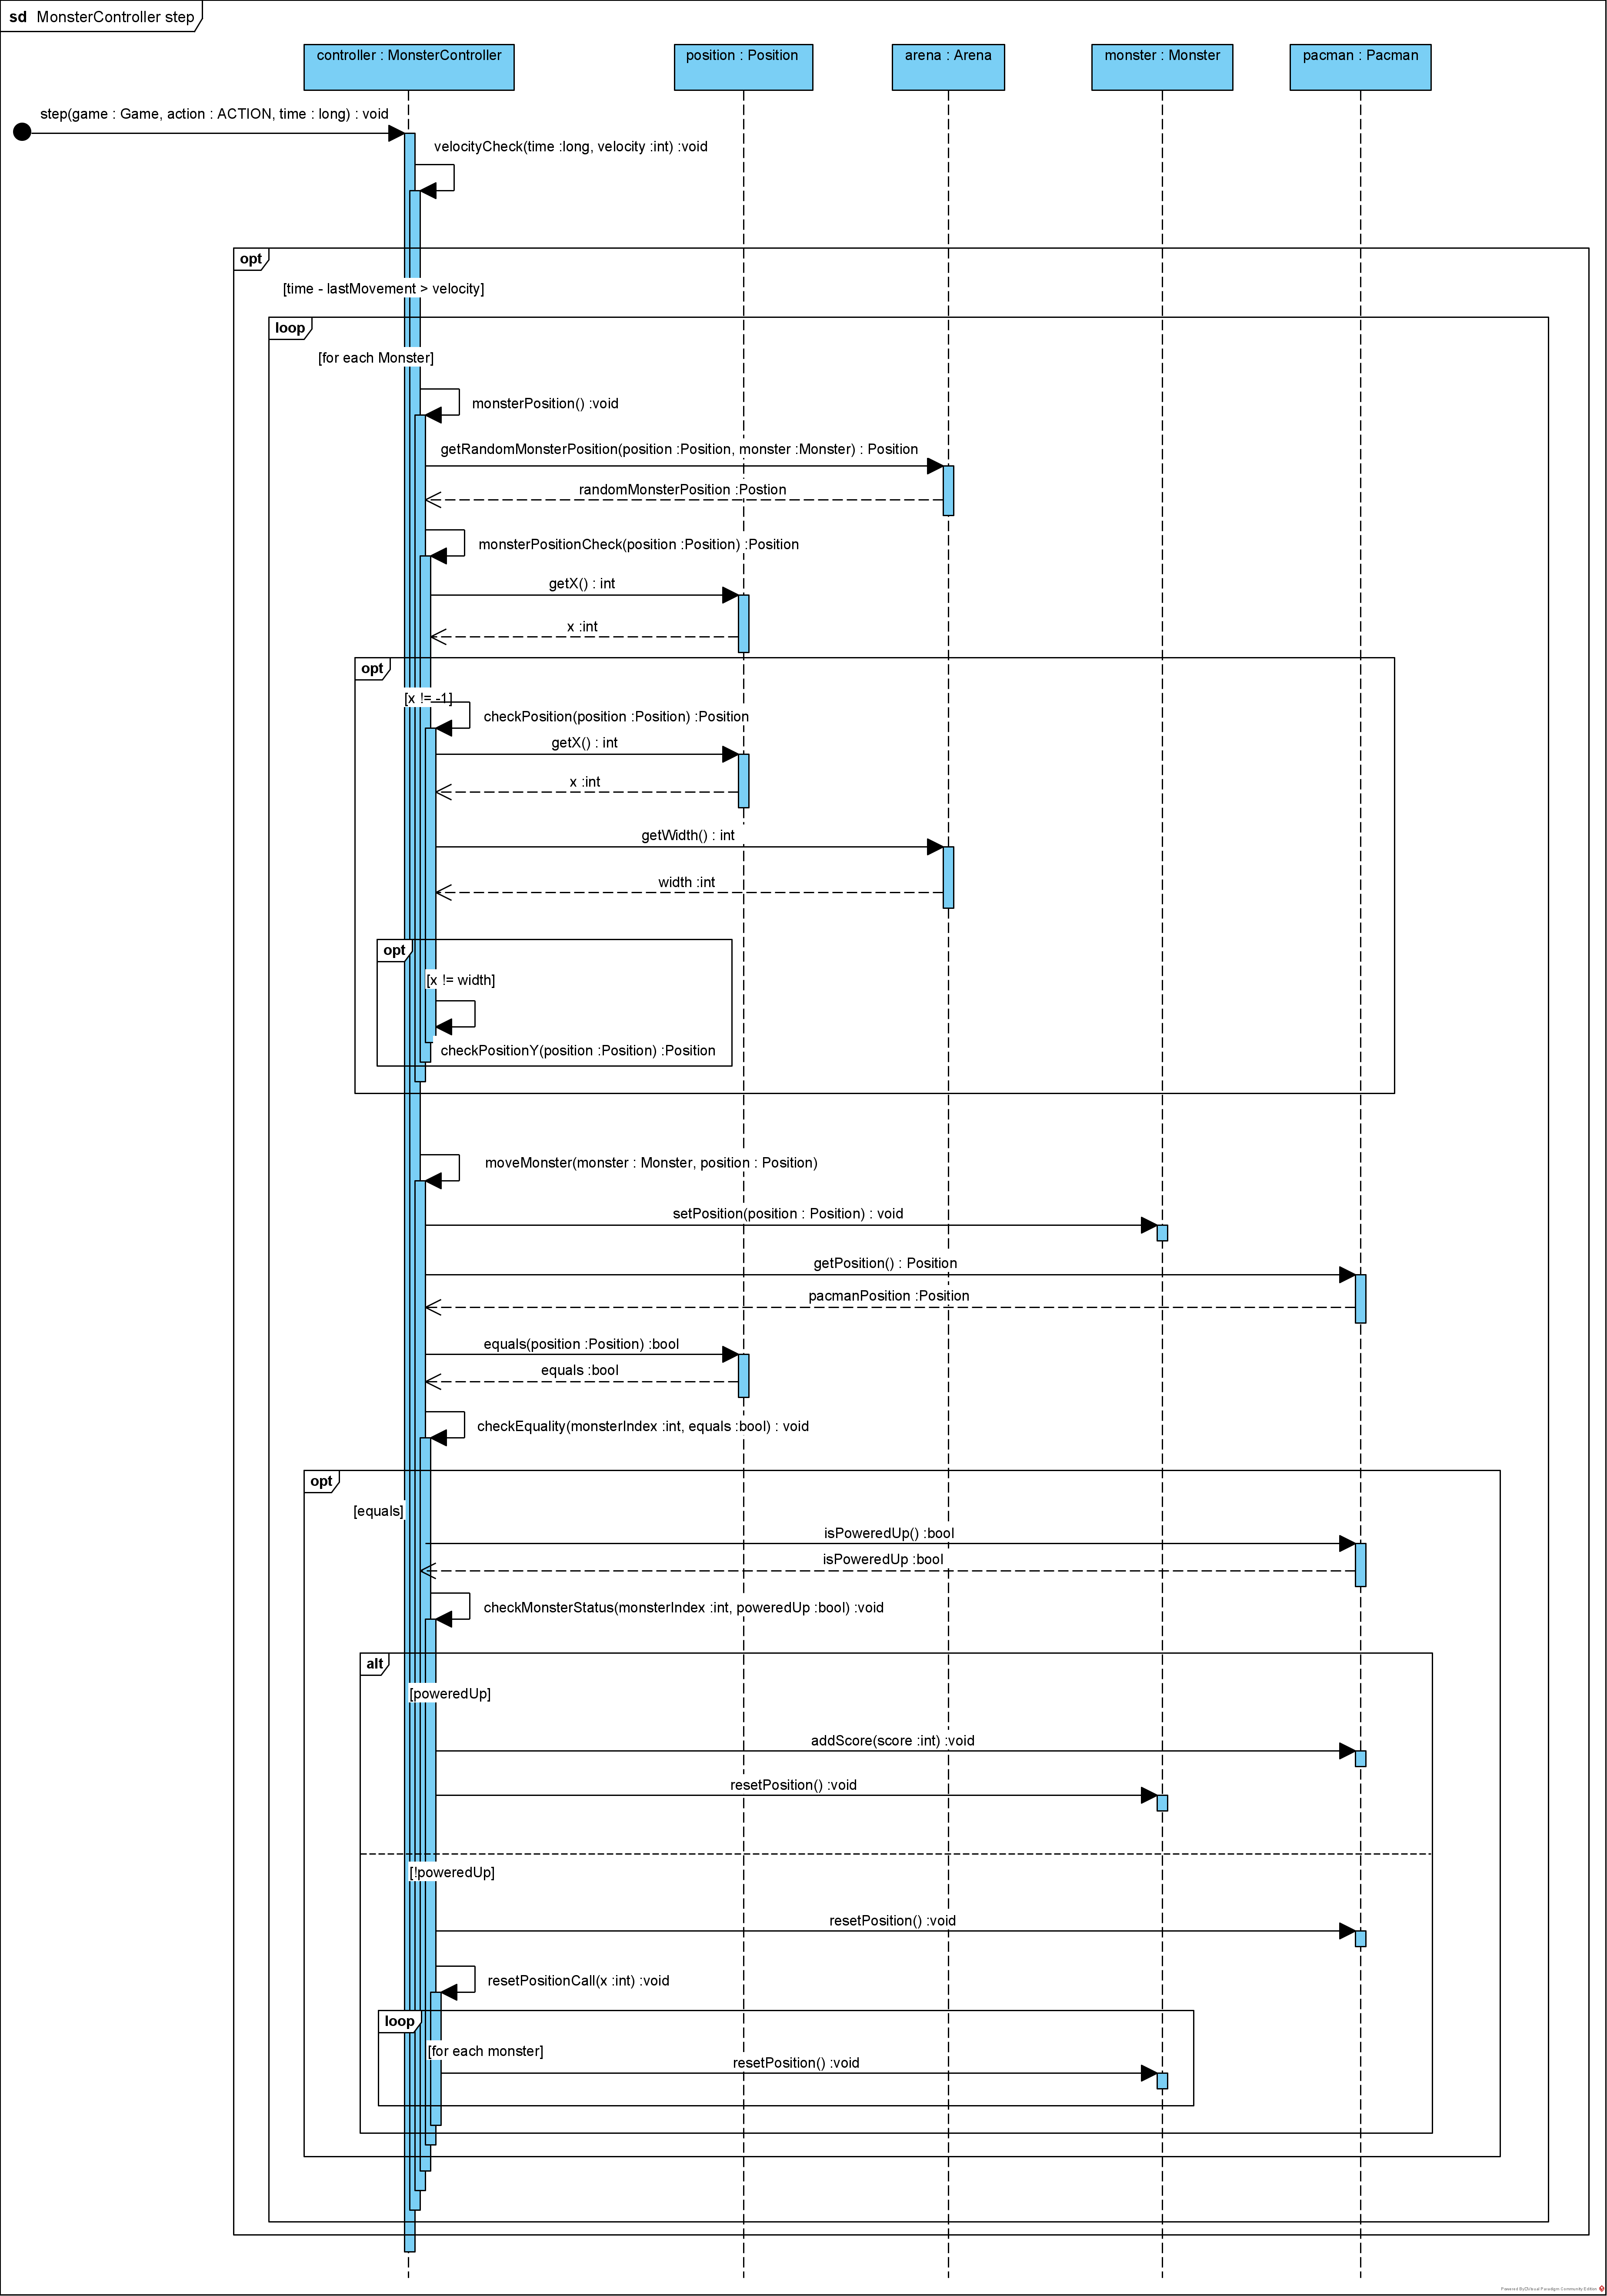 sd MonsterController step
controller : MonsterController
position : Position
arena : Arena
monster : Monster
pacman : Pacman
step(game : Game, action : ACTION, time : long) : void
velocityCheck(time :long, velocity :int) :void
opt
[time - lastMovement > velocity]
loop
[for each Monster]
monsterPosition() :void
getRandomMonsterPosition(position :Position, monster :Monster) : Position
randomMonsterPosition :Postion
monsterPositionCheck(position :Position) :Position
getX() : int
x :int
opt
[x != -1]
checkPosition(position :Position) :Position
getX() : int
x :int
getWidth() : int
width :int
opt
[x != width]
checkPositionY(position :Position) :Position
moveMonster(monster : Monster, position : Position)
setPosition(position : Position) : void
getPosition() : Position
pacmanPosition :Position
equals(position :Position) :bool
equals :bool
checkEquality(monsterIndex :int, equals :bool) : void
opt
[equals]
isPoweredUp() :bool
isPoweredUp :bool
checkMonsterStatus(monsterIndex :int, poweredUp :bool) :void
alt
[poweredUp]
addScore(score :int) :void
resetPosition() :void
[!poweredUp]
resetPosition() :void
resetPositionCall(x :int) :void
loop
[for each monster]
resetPosition() :void
Powered By Visual Paradigm Community Edition